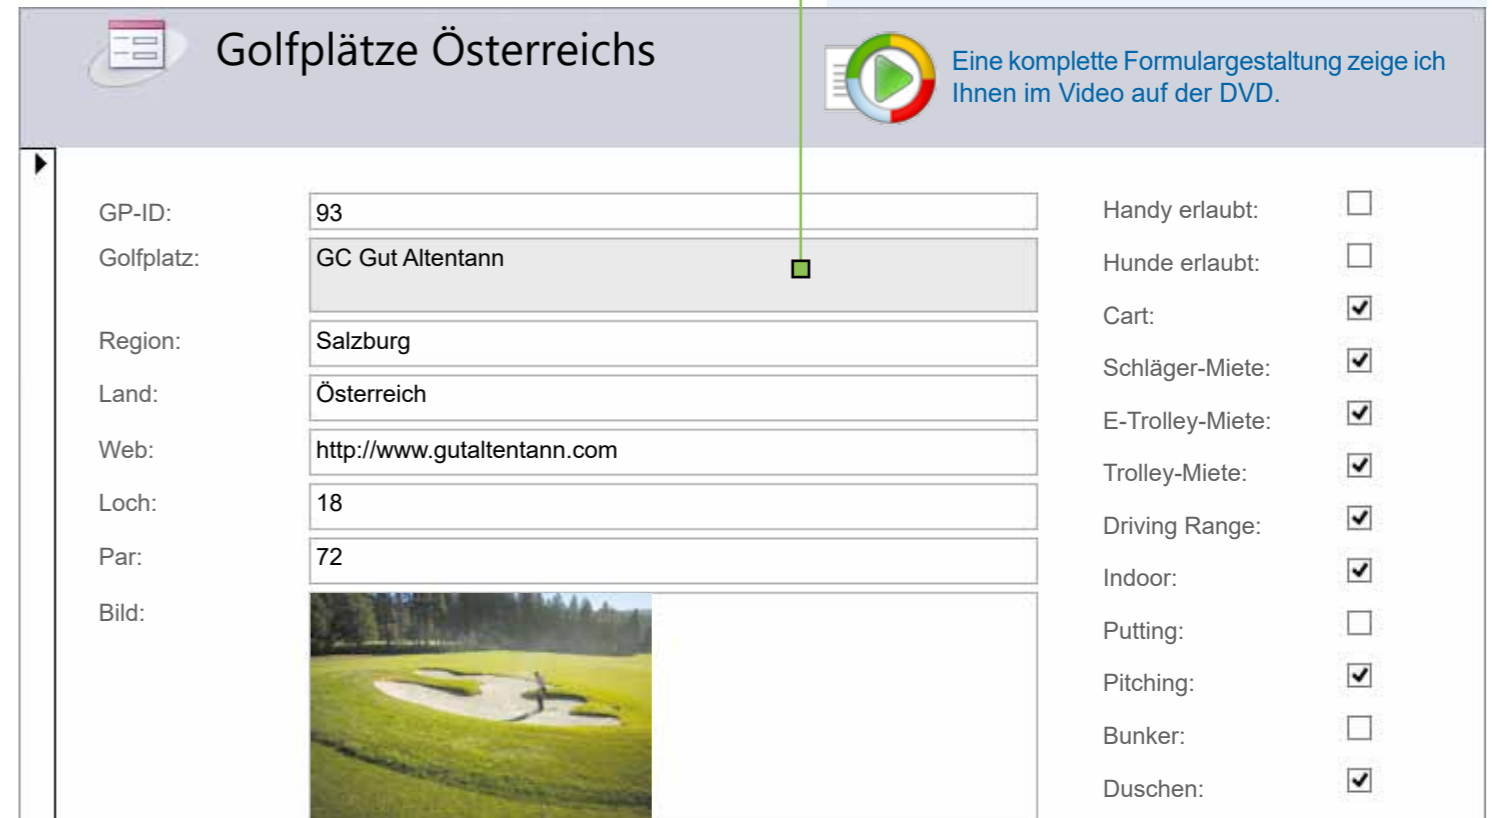 Golfplätze Österreichs
Eine komplette Formulargestaltung zeige ich
Ihnen im Video auf der DVD.
GP-ID: 93
Golfplatz: GC Gut Altentann
Region: Salzburg
Land: Österreich
Web: http://www.gutaltentann.com
Loch: 18
Par: 72
Bild:
Handy erlaubt:
Hunde erlaubt:
Cart:
Schläger-Miete:
E-Trolley-Miete:
Trolley-Miete:
Driving Range:
Indoor:
Putting:
Pitching:
Bunker:
Duschen: